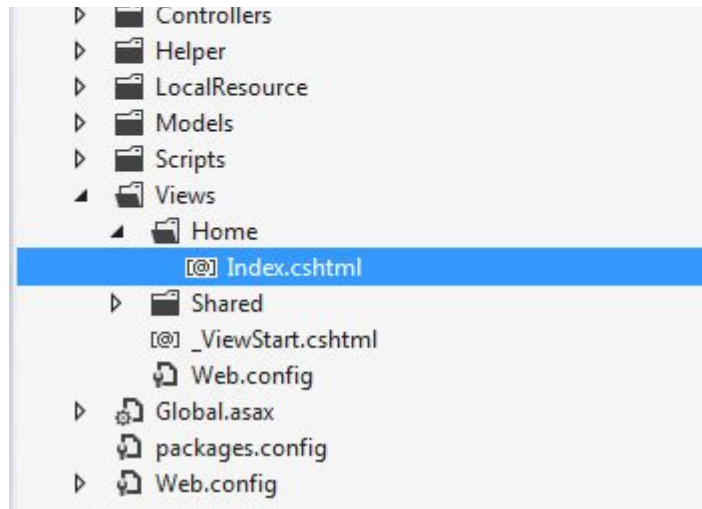 Controllers
Helper
LocalResource
Models
Scripts
Views
Home
[@] Index.cshtml
Shared
[@] _ViewStart.cshtml
Web.config
Global.asax
packages.config
Web.config